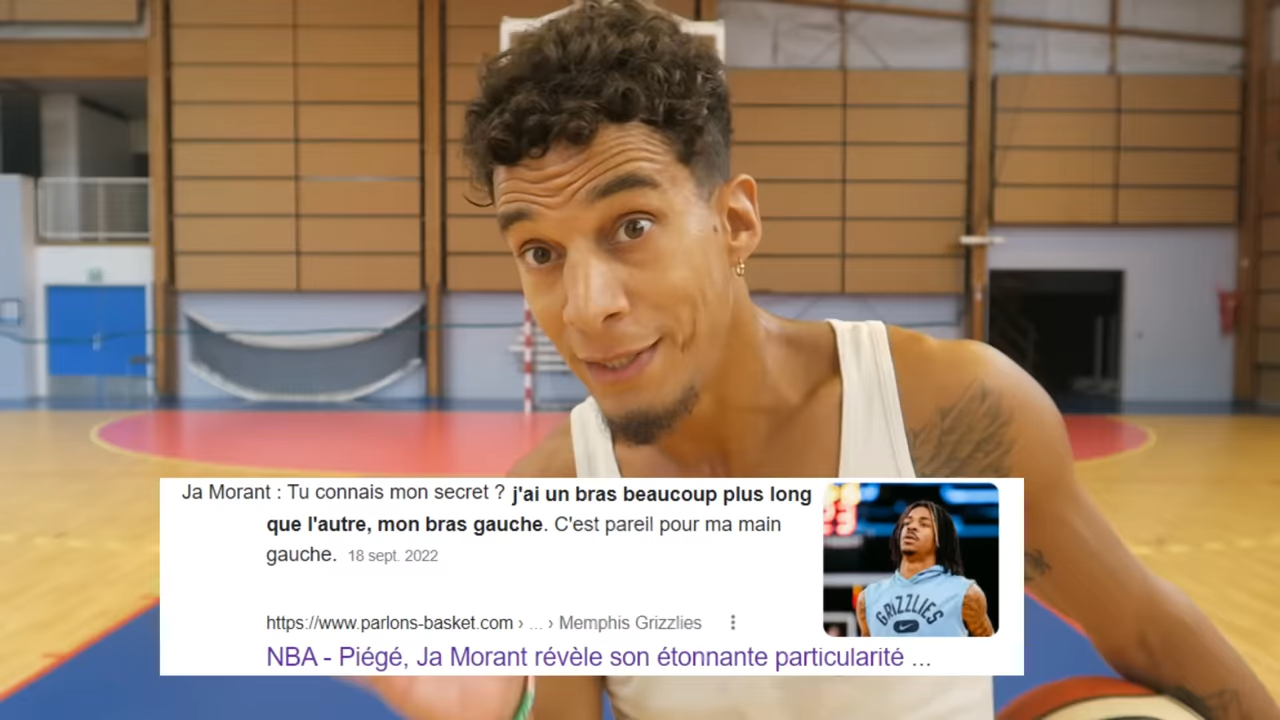 Ja Morant : Tu connais mon secret ? j'ai un bras beaucoup plus long
que l'autre, mon bras gauche. C'est pareil pour ma main
gauche. 18 sept. 2022
GRIZZLIES
https://www.parlons-basket.com › ... › Memphis Grizzlies
NBA - Piégé, Ja Morant révèle son étonnante particularité ...